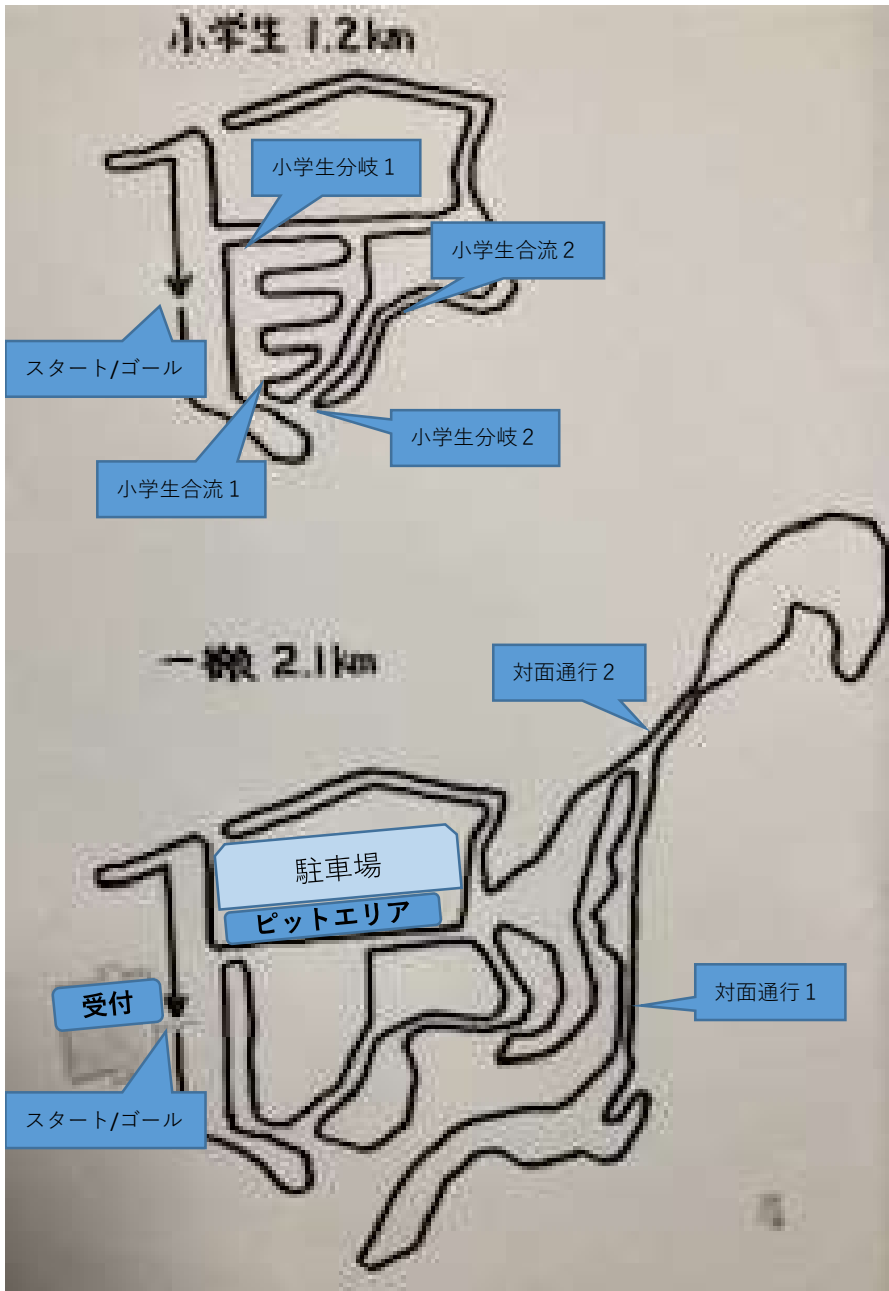 小学生 1.2km
小学生分岐1
小学生合流2
スタート/ゴール
小学生分岐2
小学生合流1
一般 2.1km
対面通行2
駐車場
ピットエリア
受付
対面通行1
スタート/ゴール